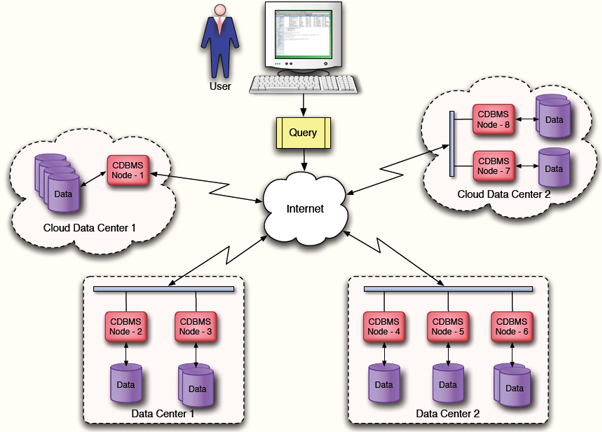 User
Query
Internet
CDBMS
Node - 1
Data
Cloud Data Center 1
CDBMS
Node - 8
Data
CDBMS
Node - 7
Data
Cloud Data Center 2
CDBMS
Node - 2
CDBMS
Node - 3
Data
Data
Data Center 1
CDBMS
Node - 4
CDBMS
Node - 5
CDBMS
Node - 6
Data
Data
Data
Data Center 2